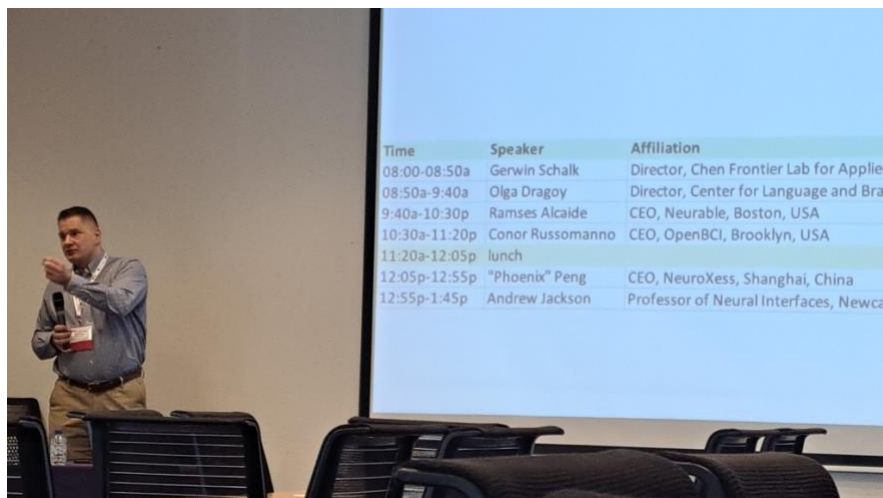 Time Speaker Affiliation
08:00-08:50a Gerwin Schalk Director, Chen Frontier Lab for Applie
08:50a-9:40a Olga Dragoy Director, Center for Language and Bra
9:40a-10:30p Ramses Alcaide CEO, Neurable, Boston, USA
10:30a-11:20p Conor Russomanno CEO, OpenBCI, Brooklyn, USA
11:20a-12:05p lunch
12:05p-12:55p "Phoenix" Peng CEO, NeuroXess, Shanghai, China
12:55p-1:45p Andrew Jackson Professor of Neural Interfaces, Newca